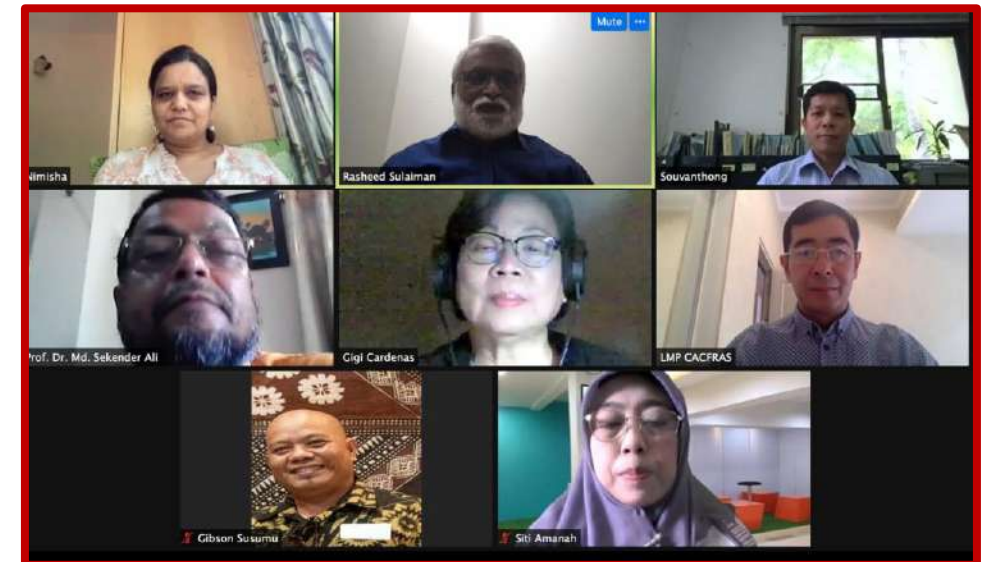 Mute
Nimisha
Rasheed Sulaiman
Souvanthong
Prof. Dr. Md. Sekender Ali
Gigi Cardenas
LMP CACFRAS
Gibson Susumu
Siti Amanah